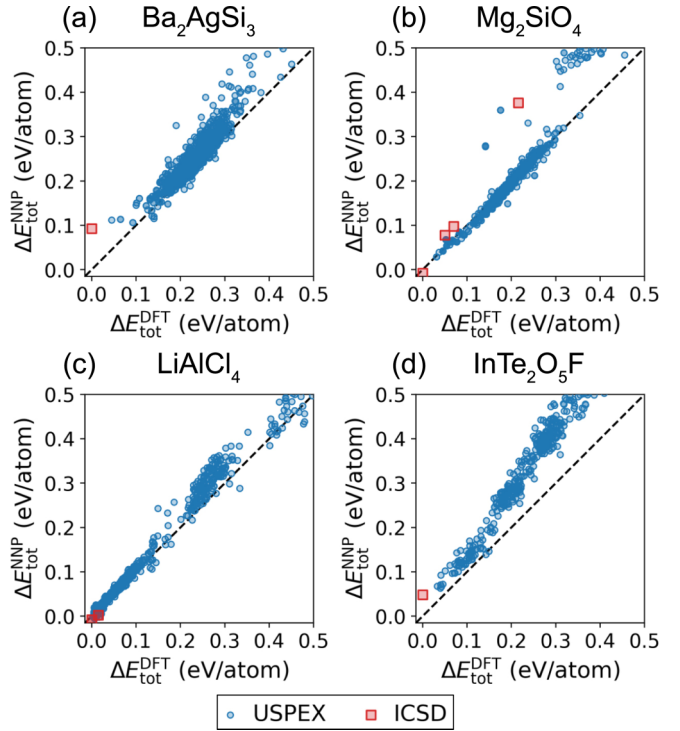 (a) Ba₂AgSi₃
(b) Mg₂SiO₄
0.5
0.4
0.3
0.2
0.1
0.0
ΔE_tot^NNP (eV/atom)
0.0 0.1 0.2 0.3 0.4 0.5
ΔE_tot^DFT (eV/atom)
0.5
0.4
0.3
0.2
0.1
0.0
ΔE_tot^NNP (eV/atom)
0.0 0.1 0.2 0.3 0.4 0.5
ΔE_tot^DFT (eV/atom)
(c) LiAlCl₄
(d) InTe₂O₅F
0.5
0.4
0.3
0.2
0.1
0.0
ΔE_tot^NNP (eV/atom)
0.0 0.1 0.2 0.3 0.4 0.5
ΔE_tot^DFT (eV/atom)
0.5
0.4
0.3
0.2
0.1
0.0
ΔE_tot^NNP (eV/atom)
0.0 0.1 0.2 0.3 0.4 0.5
ΔE_tot^DFT (eV/atom)
USPEX ICSD